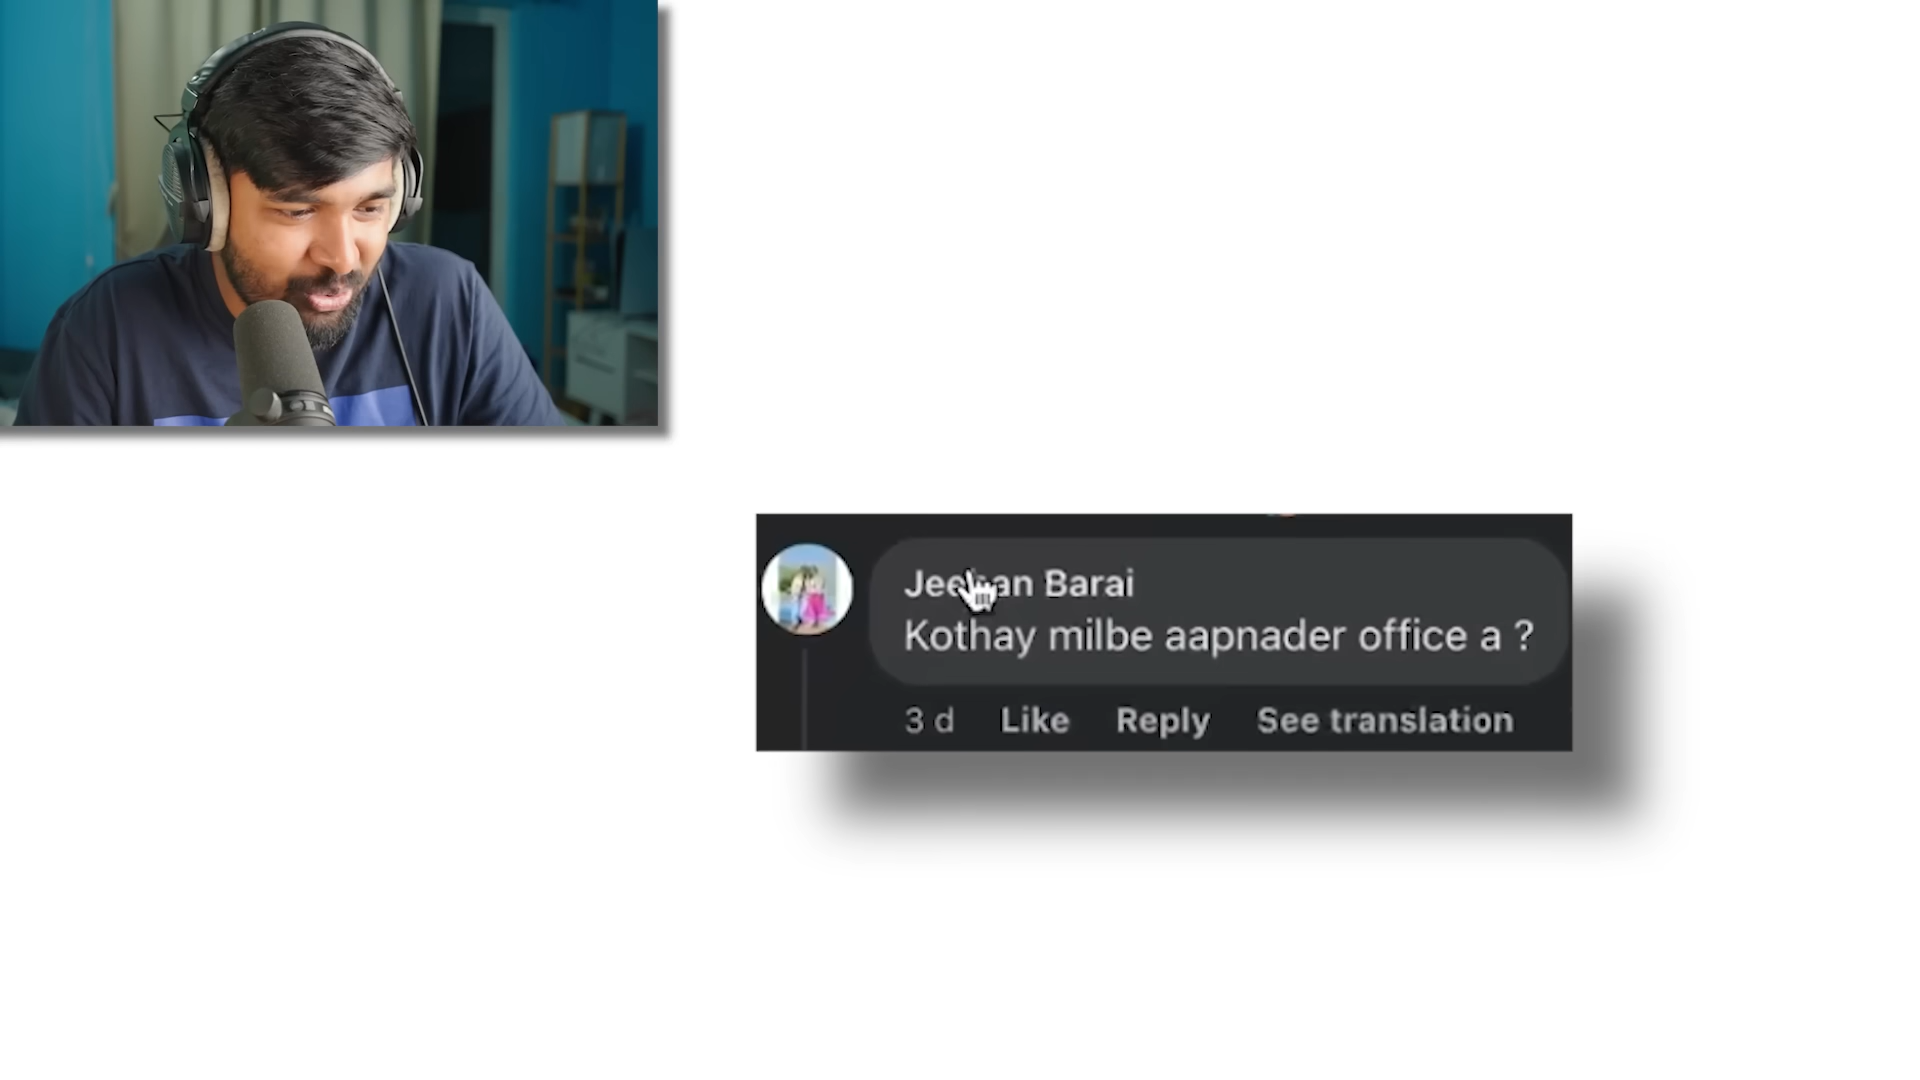 Barai
Kothay milbe aapnader office a ?
3 d Like Reply See translation